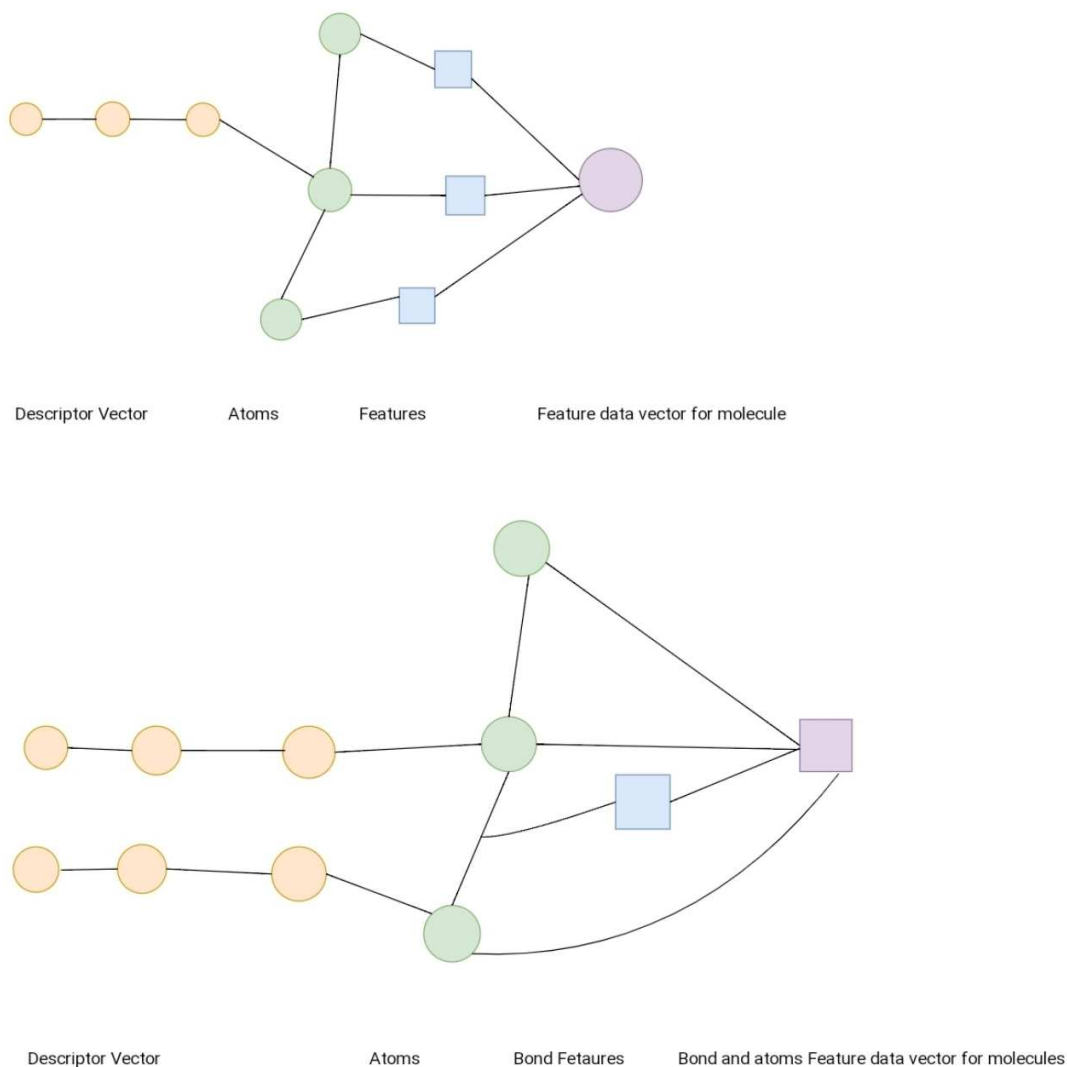 Descriptor Vector Atoms Features Feature data vector for molecule
Descriptor Vector Atoms Bond Fetaures Bond and atoms Feature data vector for molecules